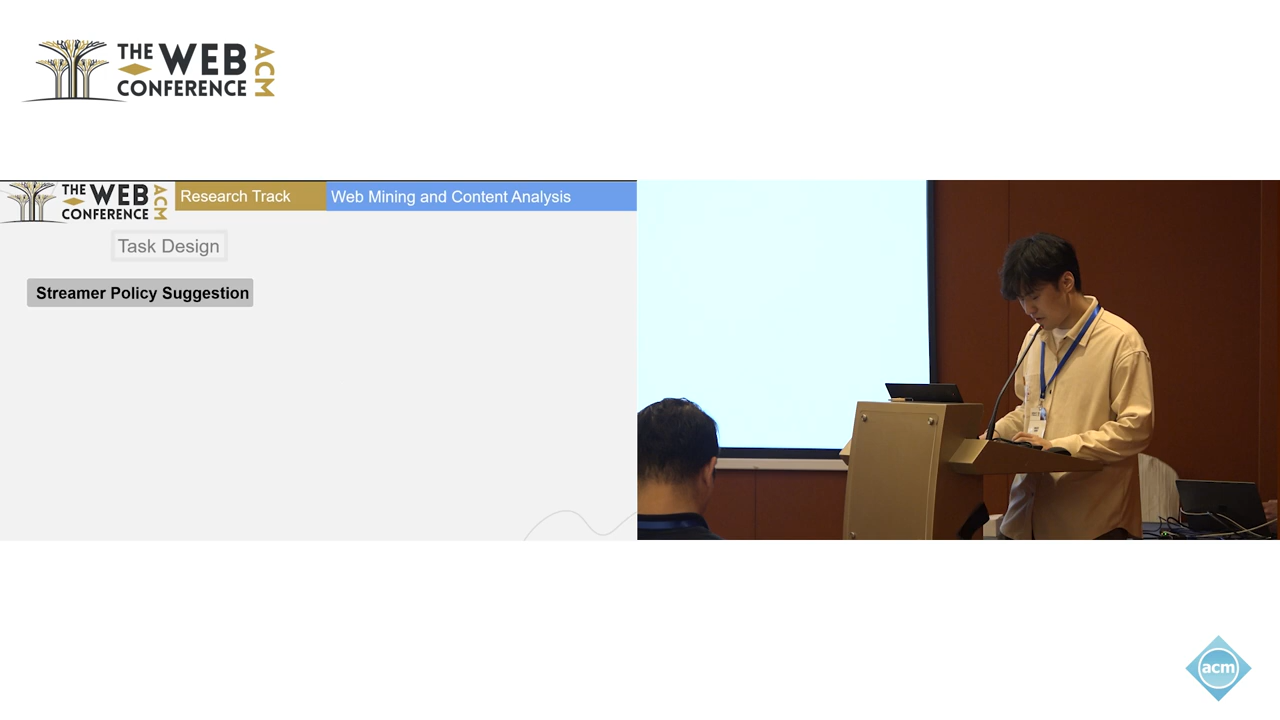 THE WEB
CONFERENCE
ACM
THE WEB
CONFERENCE
ACM
Research Track
Web Mining and Content Analysis
Task Design
Streamer Policy Suggestion
acm